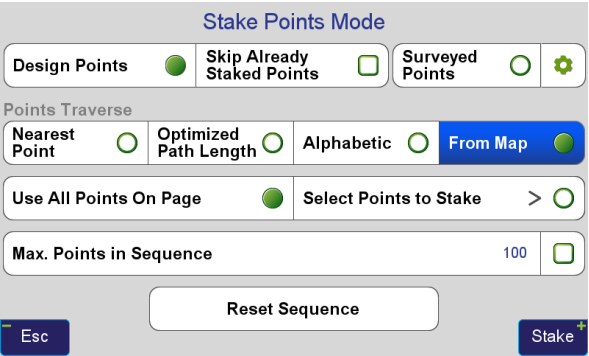 Stake Points Mode
Design Points
Skip Already
Staked Points
Surveyed
Points
Points Traverse
Nearest
Point
Optimized
Path Length
Alphabetic
From Map
Use All Points On Page
Select Points to Stake >
Max. Points in Sequence 100
Reset Sequence
− Esc
Stake +